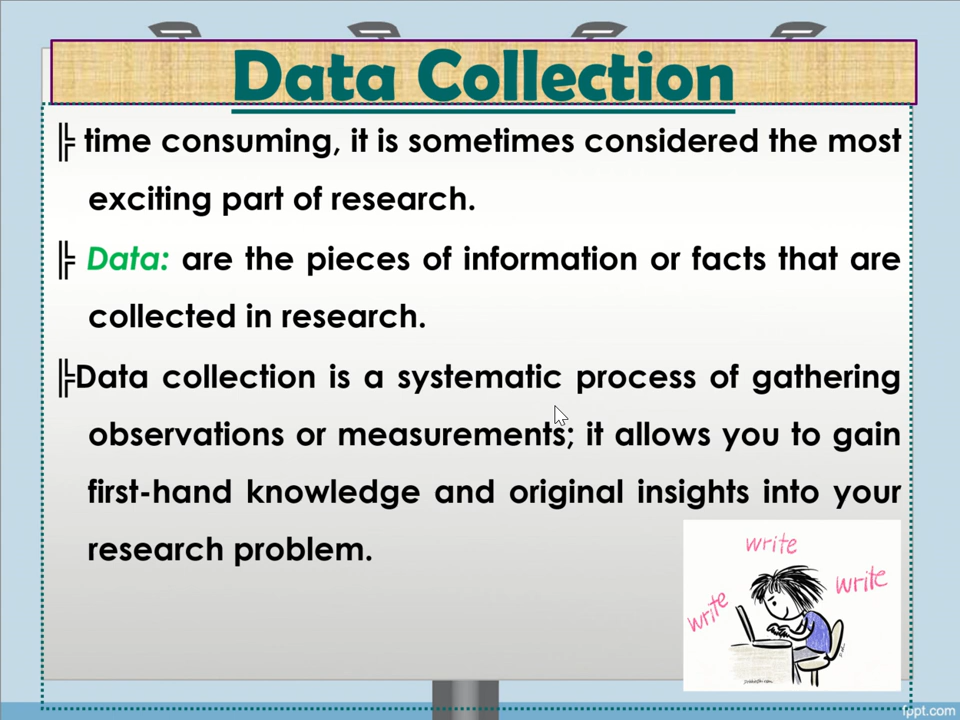 Data Collection
╠ time consuming, it is sometimes considered the most
exciting part of research.
╠ Data: are the pieces of information or facts that are
collected in research.
╠Data collection is a systematic process of gathering
observations or measurements; it allows you to gain
first-hand knowledge and original insights into your
research problem.
write
write
write
fppt.com